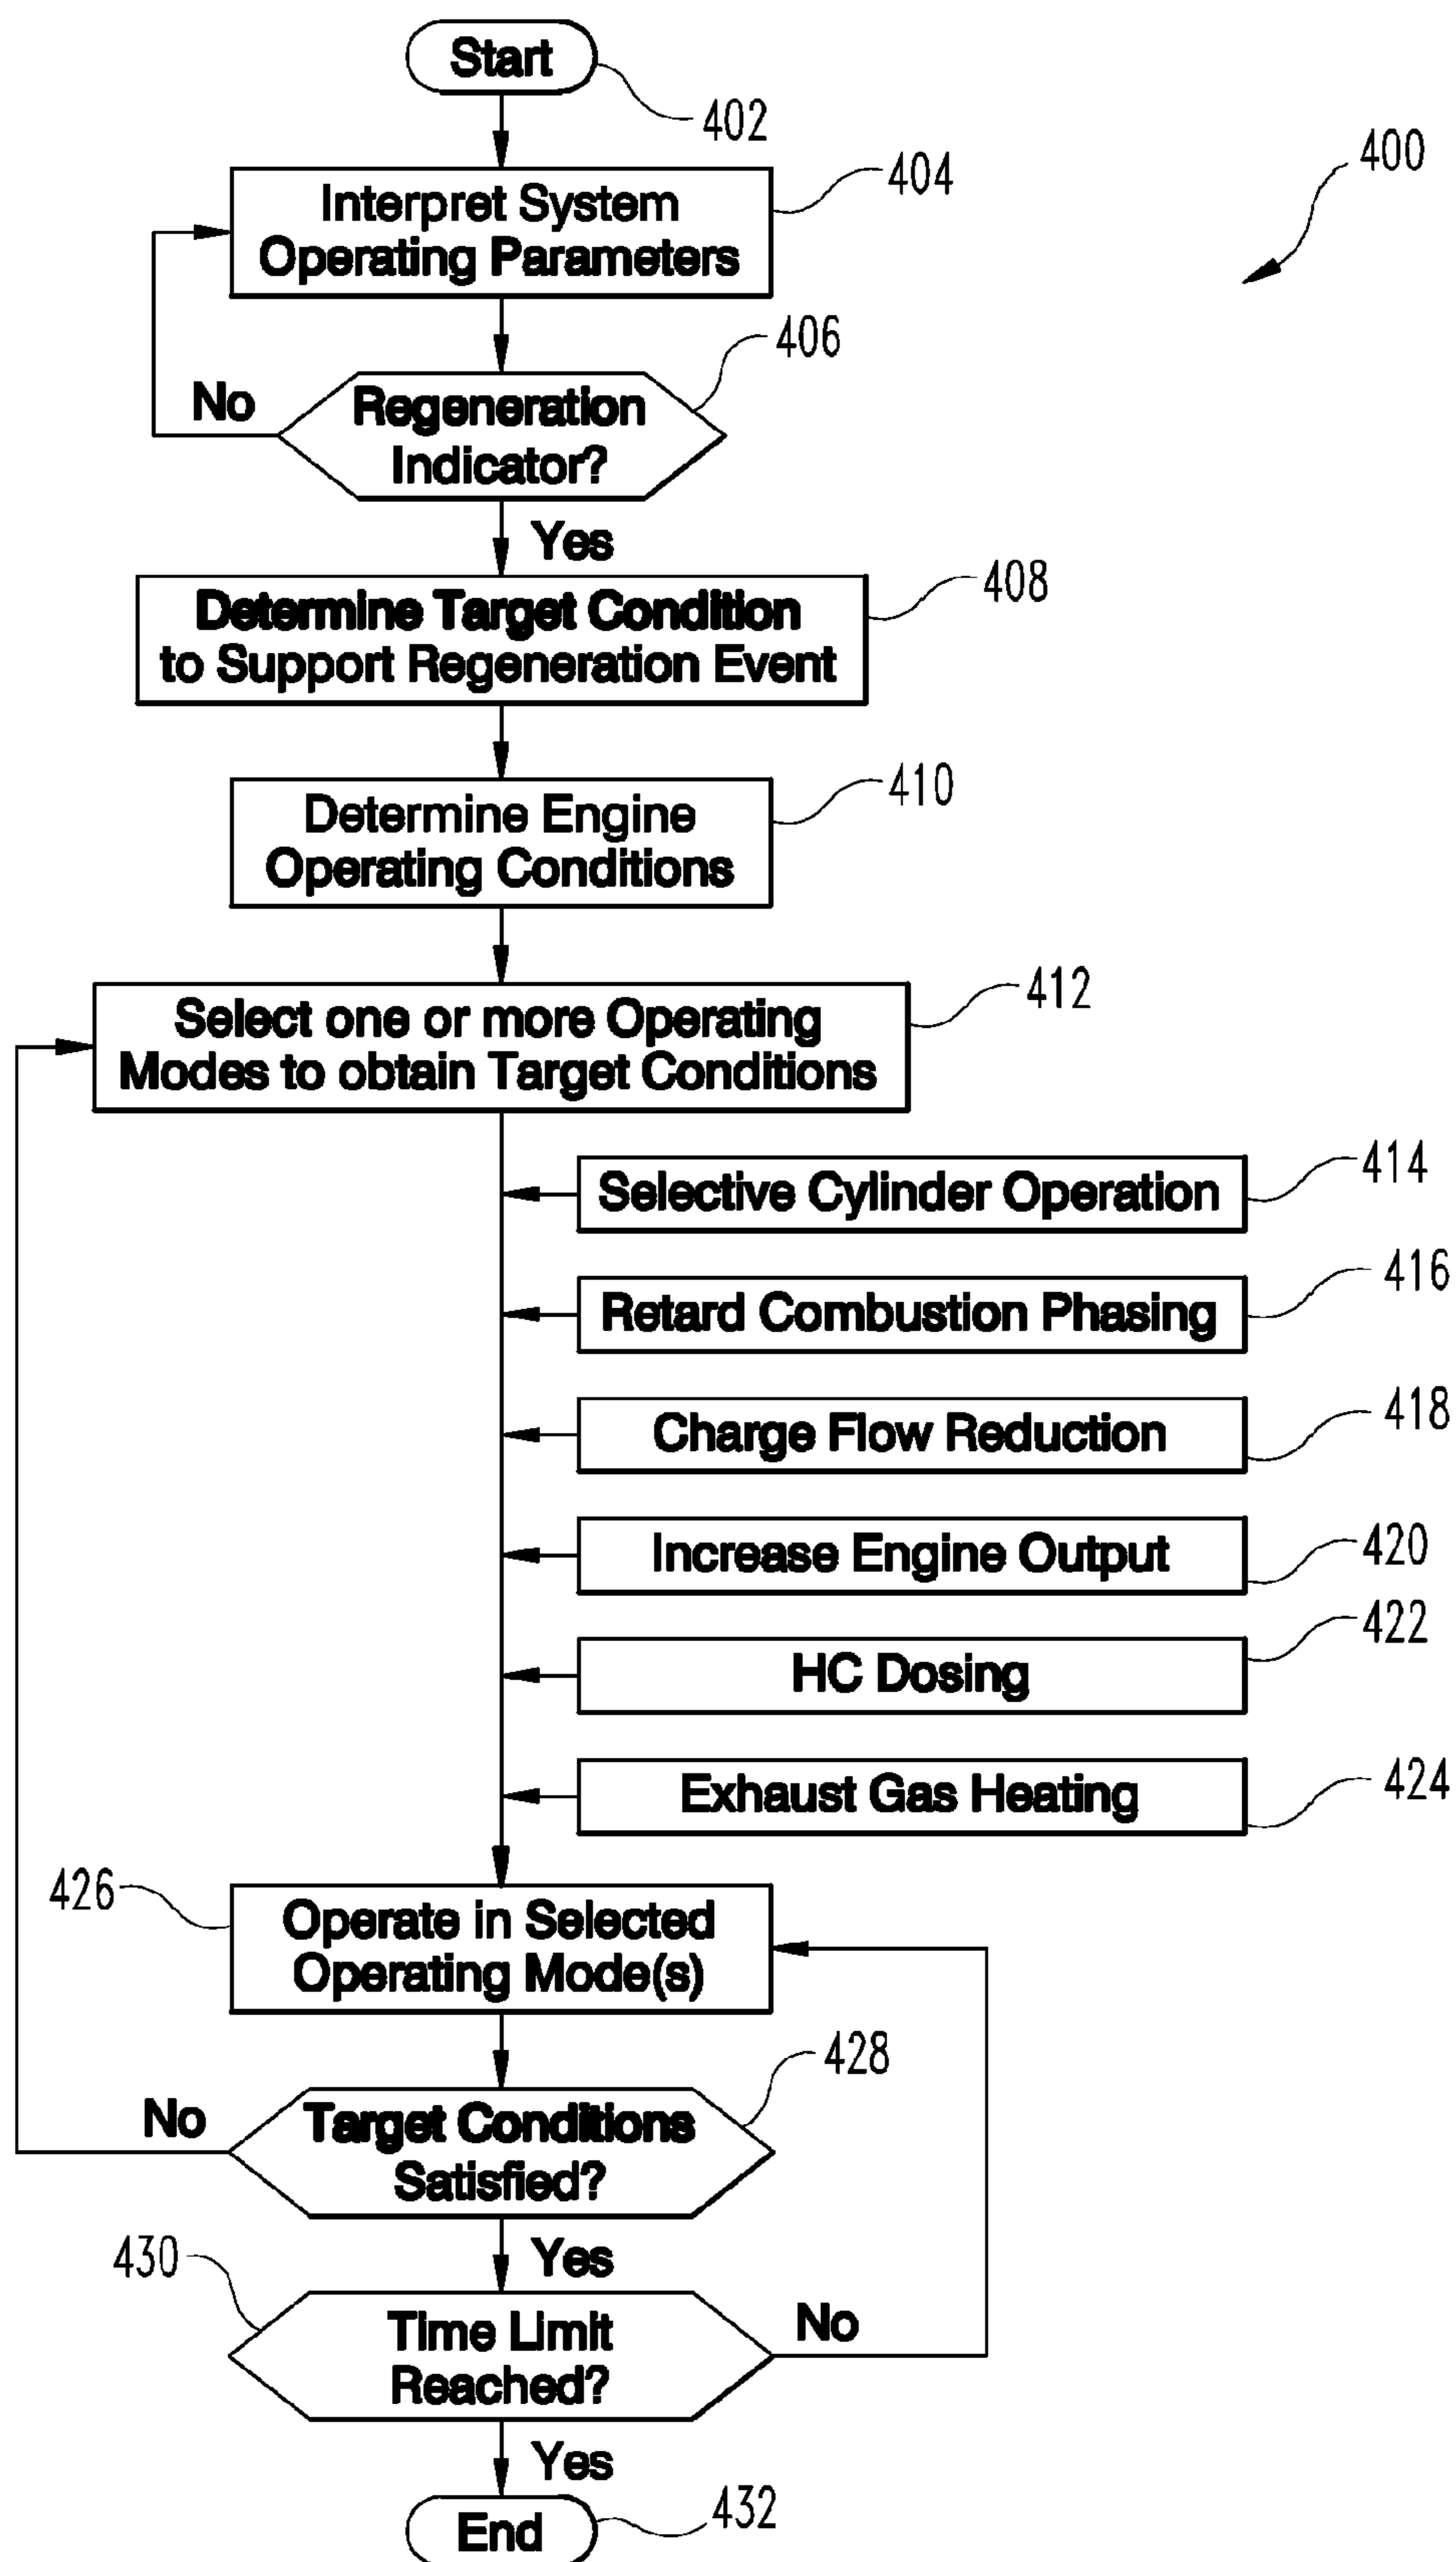 Start
402
400
Interpret System
Operating Parameters
404
Regeneration
Indicator?
406
No
Yes
Determine Target Condition
to Support Regeneration Event
408
Determine Engine
Operating Conditions
410
Select one or more Operating
Modes to obtain Target Conditions
412
Selective Cylinder Operation
414
Retard Combustion Phasing
416
Charge Flow Reduction
418
Increase Engine Output
420
HC Dosing
422
Exhaust Gas Heating
424
426
Operate in Selected
Operating Mode(s)
428
No
Target Conditions
Satisfied?
Yes
430
Time Limit
Reached?
No
Yes
End
432